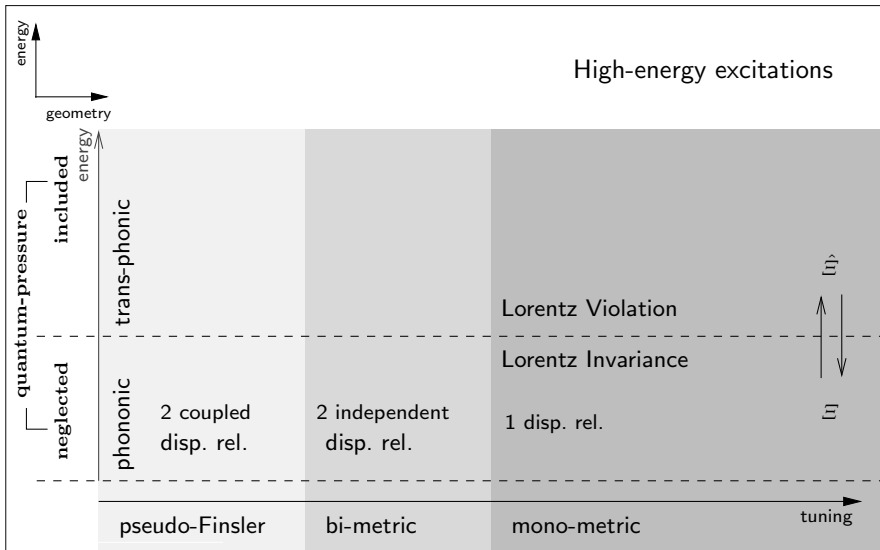 energy
geometry
High-energy excitations
energy
quantum-pressure
included
neglected
trans-phonic
phononic
Ξ̂
Lorentz Violation
Lorentz Invariance
2 coupled
disp. rel.
2 independent
disp. rel.
1 disp. rel.
Ξ
tuning
pseudo-Finsler
bi-metric
mono-metric